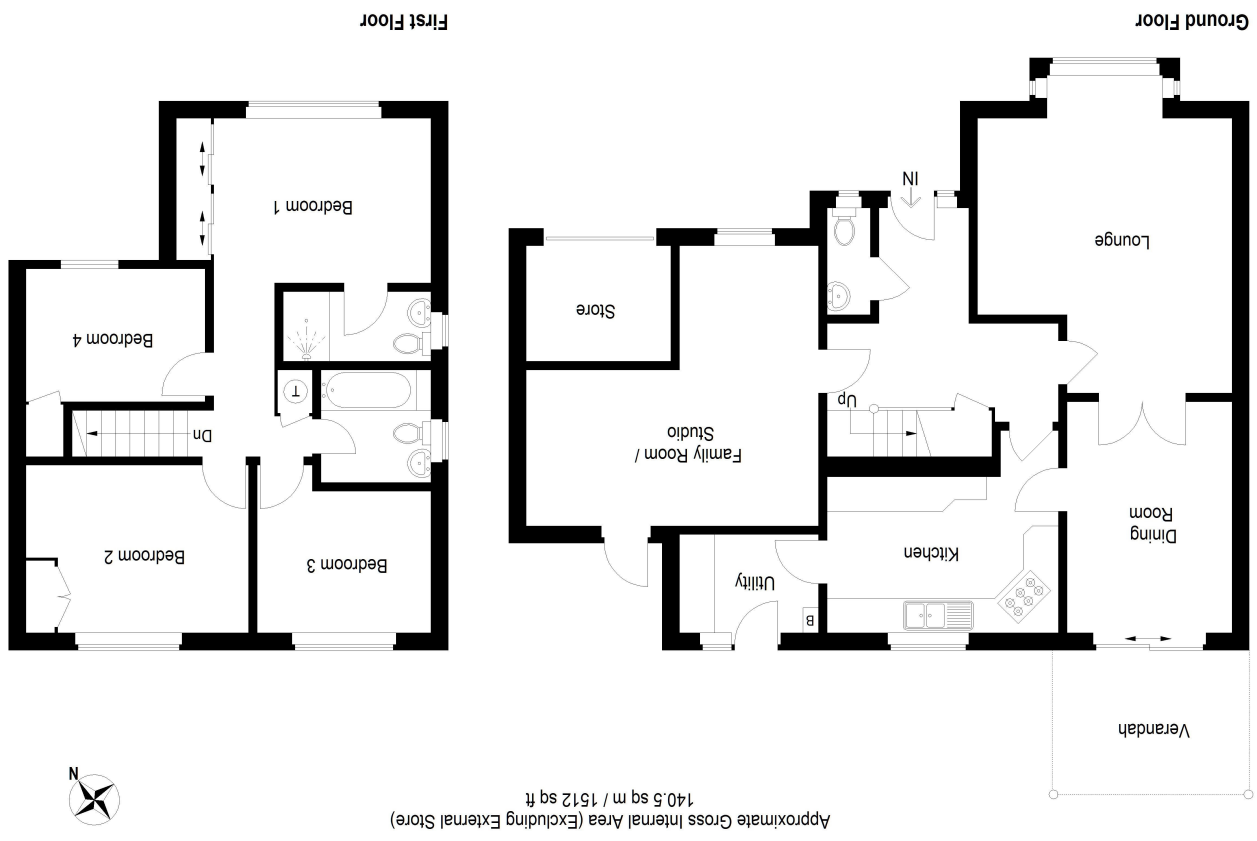 Approximate Gross Internal Area (Excluding External Store)
140.5 sq m / 1512 sq ft
N
Verandah
Dining
Room
Kitchen
Utility
B
Family Room /
Studio
Up
Store
Lounge
IN
Ground Floor
Bedroom 3
Bedroom 2
Dn
T
Bedroom 4
Bedroom 1
First Floor